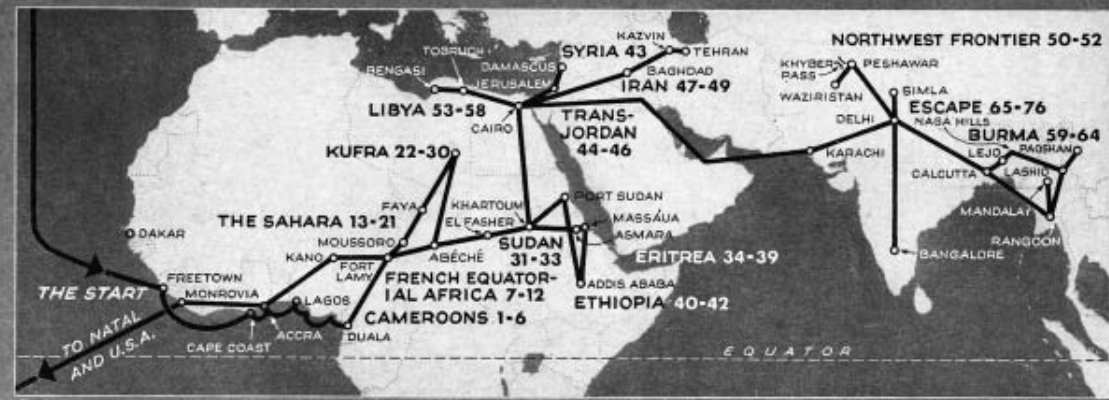 KAZVIN
TEHRAN
NORTHWEST FRONTIER 50-52
TOBRUCH
SYRIA 43
DAMASCUS
KHYBER
PASS
PESHAWAR
BENGASI
JERUSALEM
BAGHDAD
IRAN 47-49
WAZIRISTAN
SIMLA
LIBYA 53-58
ESCAPE 65-76
CAIRO
TRANS-
JORDAN
44-46
DELHI
NAGA HILLS
BURMA 59-64
KUFRA 22-30
KARACHI
LEJO
PAOSHAN
CALCUTTA
LASHIO
FAYA
PORT SUDAN
KHARTOUM
THE SAHARA 13-21
EL FASHER
MASSAUA
MANDALAY
DAKAR
MOUSSORO
ASMARA
RANGOON
KANO
FORT
LAMY
ABÉCHÉ
SUDAN
31-33
ERITREA 34-39
BANGALORE
FREETOWN
FRENCH EQUATOR-
IAL AFRICA 7-12
ADDIS ABABA
THE START
MONROVIA
LAGOS
ETHIOPIA 40-42
CAMEROONS 1-6
ACCRA
DUALA
CAPE COAST
TO NATAL
AND U.S.A.
EQUATOR